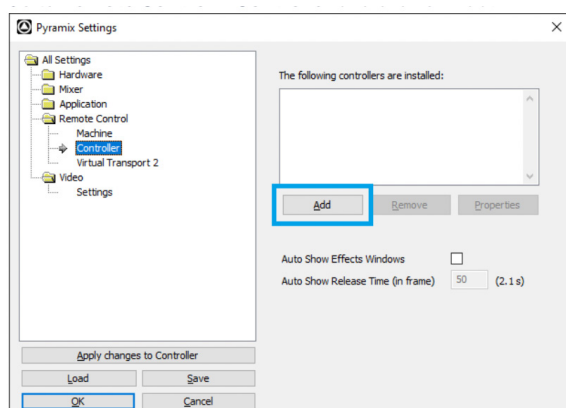 Pyramix Settings
All Settings
Hardware
Mixer
Application
Remote Control
Machine
Controller
Virtual Transport 2
Video
Settings
Apply changes to Controller
Load Save
OK Cancel
The following controllers are installed:
Add Remove Properties
Auto Show Effects Windows
Auto Show Release Time (in frame) 50 (2.1 s)